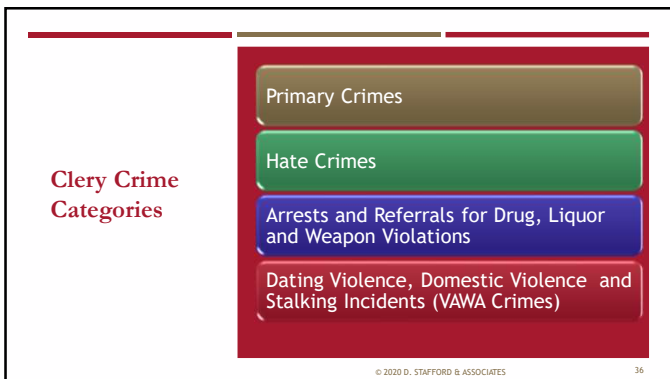 Clery Crime
Categories
Primary Crimes
Hate Crimes
Arrests and Referrals for Drug, Liquor
and Weapon Violations
Dating Violence, Domestic Violence and
Stalking Incidents (VAWA Crimes)
© 2020 D. STAFFORD & ASSOCIATES
36